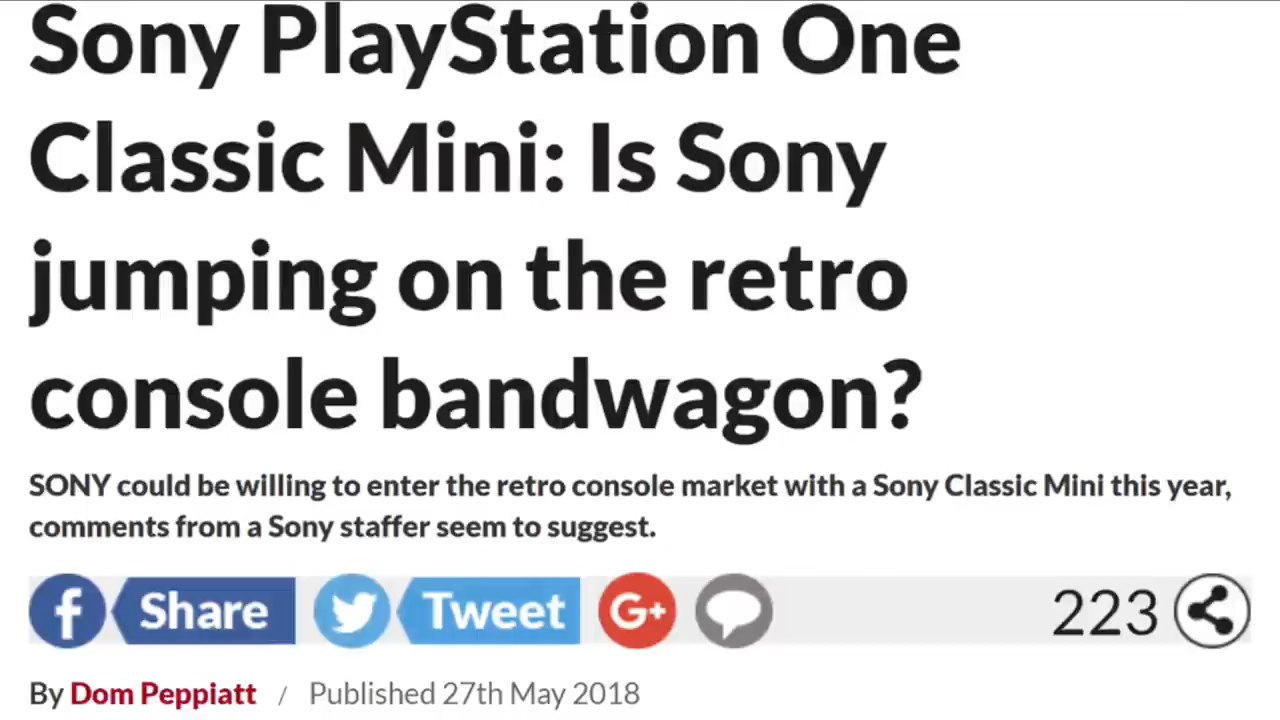 Sony PlayStation One
Classic Mini: Is Sony
jumping on the retro
console bandwagon?
SONY could be willing to enter the retro console market with a Sony Classic Mini this year,
comments from a Sony staffer seem to suggest.
f Share Tweet G+ 223
By Dom Peppiatt / Published 27th May 2018